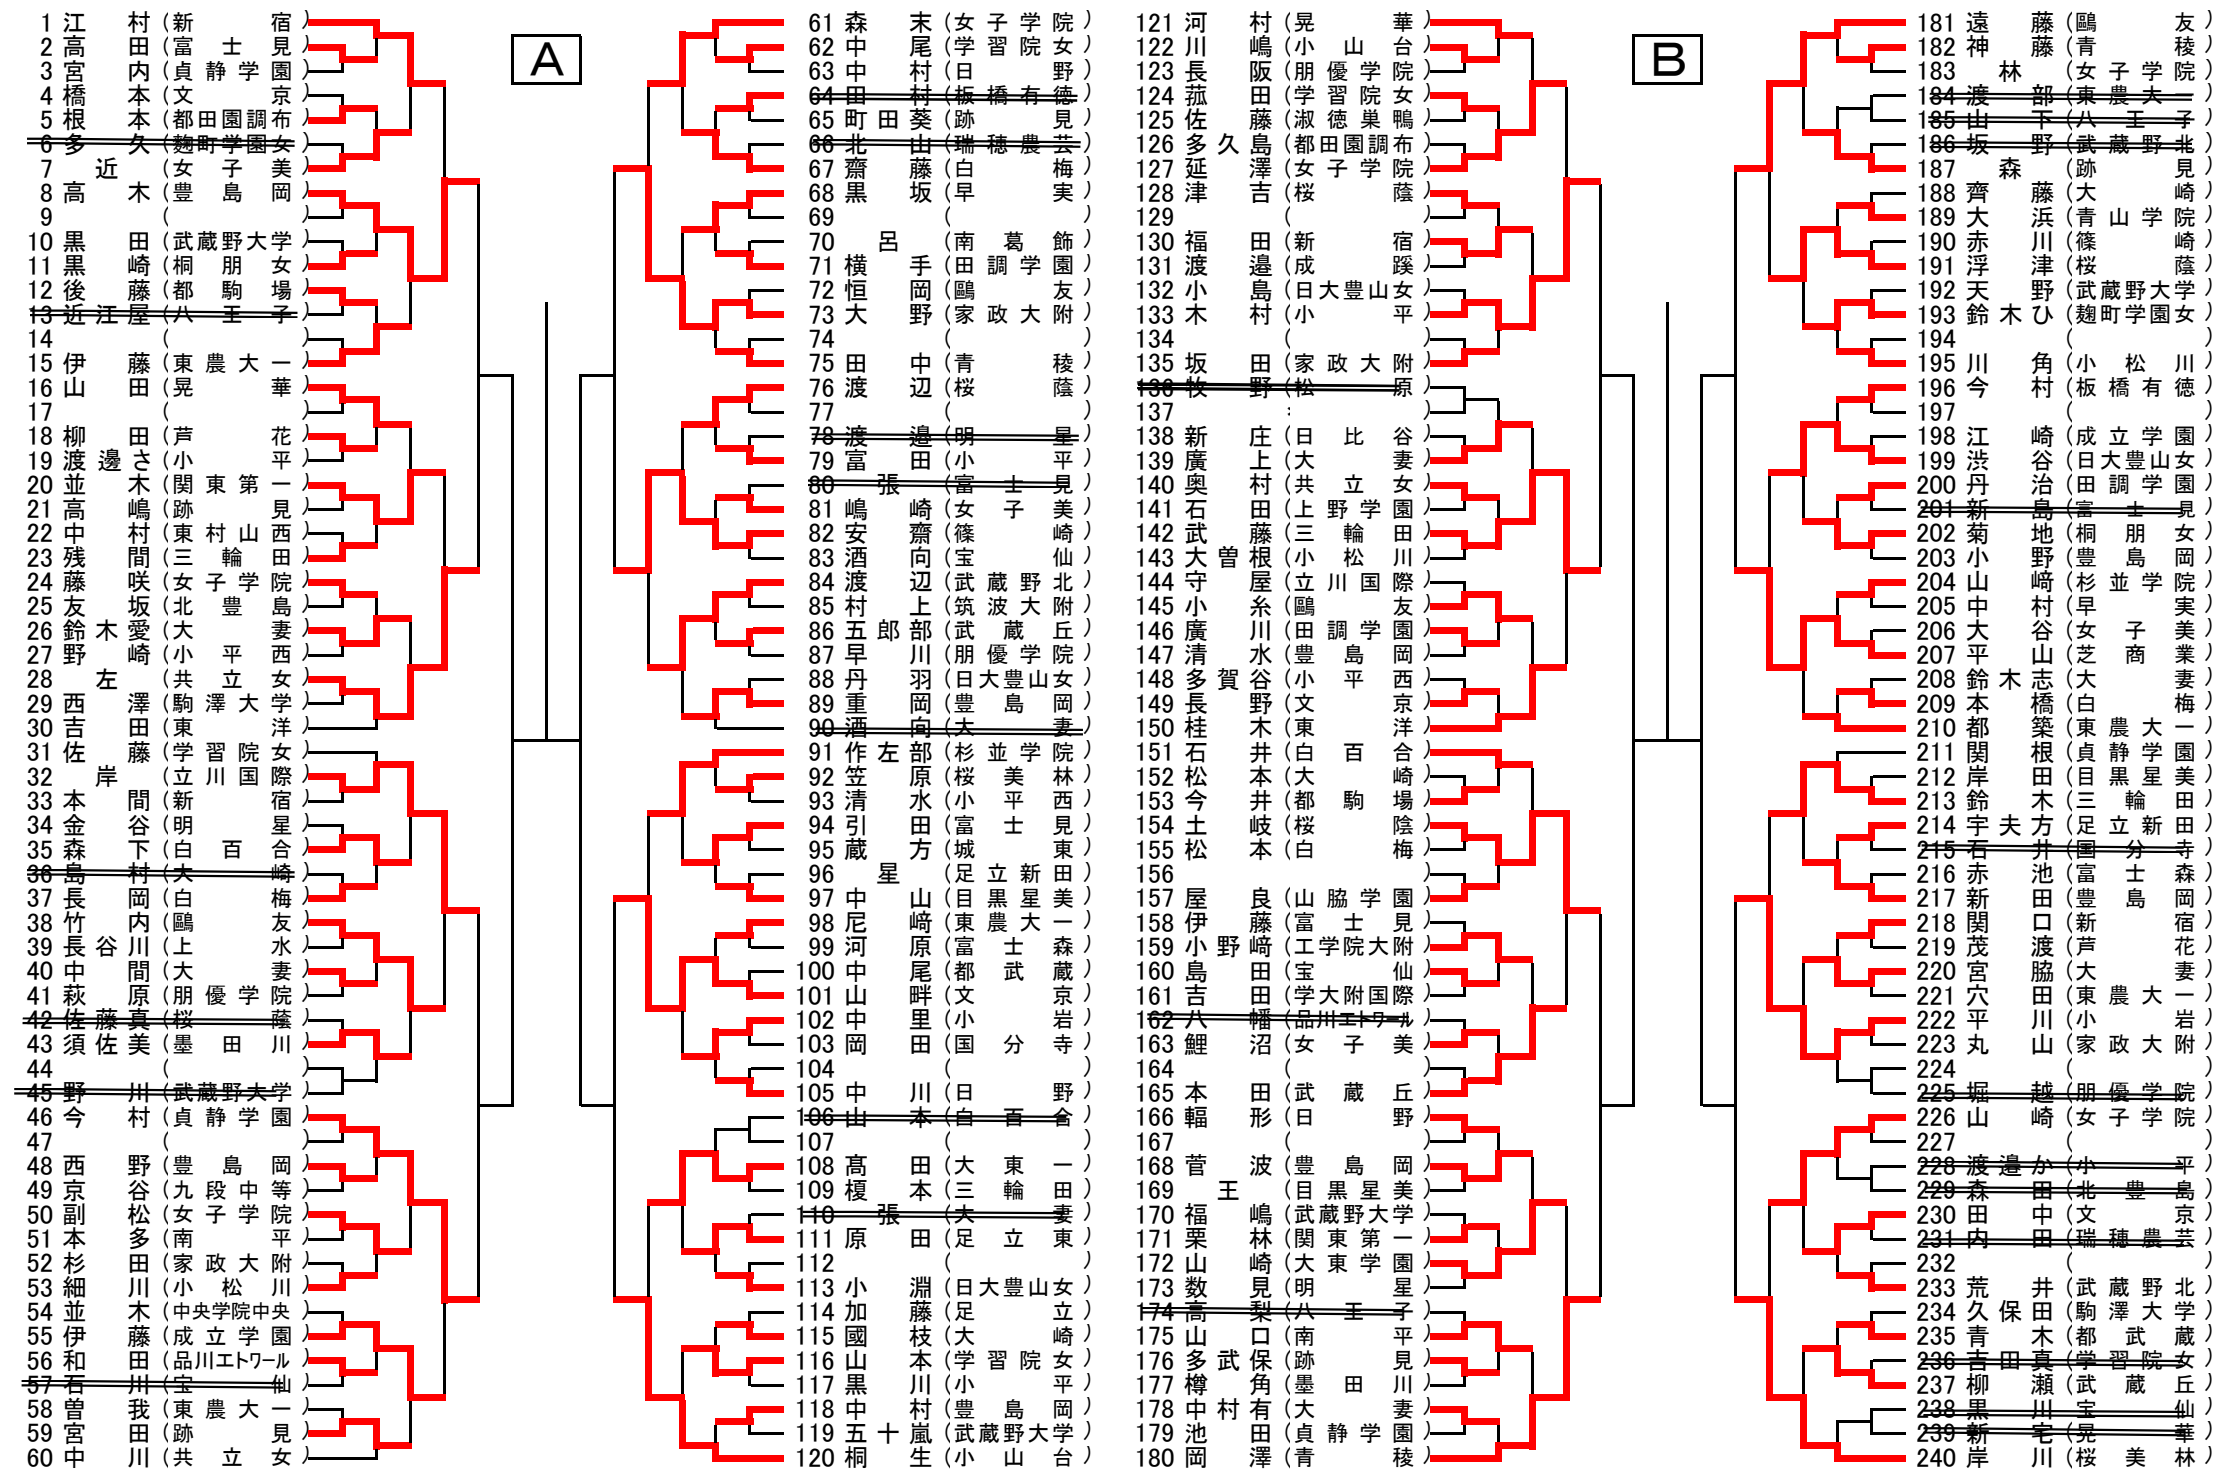 A
B
1 江村 (新宿)
2 高田 (富士見)
3 宮内 (貞静学園)
4 橋本 (文京)
5 根本 (都田園調布)
6 多久 (麹町学園女)
7 近 (女子美)
8 高木 (豊島岡)
9 ( )
10 黒田 (武蔵野大学)
11 黒崎 (桐朋女)
12 後藤 (都駒場)
13 近江屋 (八王子)
14 ( )
15 伊藤 (東農大一)
16 山田 (晃華)
17 ( )
18 柳田 (芦花)
19 渡邊さ (小平)
20 並木 (関東第一)
21 高嶋 (跡見)
22 中村 (東村山西)
23 残間 (三輪田)
24 藤咲 (女子学院)
25 友坂 (北豊島)
26 鈴木愛 (大妻)
27 野崎 (小平西)
28 左 (共立女)
29 西澤 (駒澤大学)
30 吉田 (東洋)
31 佐藤 (学習院女)
32 岸 (立川国際)
33 本間 (新宿)
34 金谷 (明星)
35 森下 (白百合)
36 島村 (大崎)
37 長岡 (白梅)
38 竹内 (鷗友)
39 長谷川 (上水)
40 中間 (大妻)
41 萩原 (朋優学院)
42 佐藤真 (桜蔭)
43 須佐美 (墨田川)
44 ( )
45 野川 (武蔵野大学)
46 今村 (貞静学園)
47 ( )
48 西野 (豊島岡)
49 京谷 (九段中等)
50 副松 (女子学院)
51 本多 (南平)
52 杉田 (家政大附)
53 細川 (小松川)
54 並木 (中央学院中央)
55 伊藤 (成立学園)
56 和田 (品川エトワール)
57 石川 (宝仙)
58 曽我 (東農大一)
59 宮田 (跡見)
60 中川 (共立女)
61 森末 (女子学院)
62 中尾 (学習院女)
63 中村 (日野)
64 田村 (板橋有徳)
65 町田葵 (跡見)
66 北山 (瑞穂農芸)
67 齋藤 (白梅)
68 黒坂 (早実)
69 ( )
70 呂 (南葛飾)
71 横手 (田調学園)
72 恒岡 (鷗友)
73 大野 (家政大附)
74 ( )
75 田中 (青稜)
76 渡辺 (桜蔭)
77 ( )
78 渡邉 (明星)
79 富田 (小平)
80 張 (富士見)
81 嶋崎 (女子美)
82 安齋 (篠崎)
83 酒向 (宝仙)
84 渡辺 (武蔵野北)
85 村上 (筑波大附)
86 五郎部 (武蔵丘)
87 早川 (朋優学院)
88 丹羽 (日大豊山女)
89 重岡 (豊島岡)
90 酒向 (大妻)
91 作左部 (杉並学院)
92 笠原 (桜美林)
93 清水 (小平西)
94 引田 (富士見)
95 蔵方 (城東)
96 星 (足立新田)
97 中山 (目黒星美)
98 尼﨑 (東農大一)
99 河原 (富士森)
100 中尾 (都武蔵)
101 山畔 (文京)
102 中里 (小岩)
103 岡田 (国分寺)
104 ( )
105 中川 (日野)
106 山本 (白百合)
107 ( )
108 髙田 (大東一)
109 榎本 (三輪田)
110 張 (大妻)
111 原田 (足立東)
112 ( )
113 小淵 (日大豊山女)
114 加藤 (足立)
115 國枝 (大崎)
116 山本 (学習院女)
117 黒川 (小平)
118 中村 (豊島岡)
119 五十嵐 (武蔵野大学)
120 桐生 (小山台)
121 河村 (晃華)
122 川嶋 (小山台)
123 長阪 (朋優学院)
124 菰田 (学習院女)
125 佐藤 (淑徳巣鴨)
126 多久島 (都田園調布)
127 延澤 (女子学院)
128 津吉 (桜蔭)
129 ( )
130 福田 (新宿)
131 渡邉 (成蹊)
132 小島 (日大豊山女)
133 木村 (小平)
134 ( )
135 坂田 (家政大附)
136 牧野 (松原)
137 : )
138 新庄 (日比谷)
139 廣上 (大妻)
140 奥村 (共立女)
141 石田 (上野学園)
142 武藤 (三輪田)
143 大曽根 (小松川)
144 守屋 (立川国際)
145 小糸 (鷗友)
146 廣川 (田調学園)
147 清水 (豊島岡)
148 多賀谷 (小平西)
149 長野 (文京)
150 桂木 (東洋)
151 石井 (白百合)
152 松本 (大崎)
153 今井 (都駒場)
154 土岐 (桜陰)
155 松本 (白梅)
156 )
157 屋良 (山脇学園)
158 伊藤 (富士見)
159 小野﨑 (工学院大附)
160 島田 (宝仙)
161 吉田 (学大附国際)
162 八幡 (品川エトワール)
163 鯉沼 (女子美)
164 ( )
165 本田 (武蔵丘)
166 輻形 (日野)
167 ( )
168 菅波 (豊島岡)
169 王 (目黒星美)
170 福嶋 (武蔵野大学)
171 栗林 (関東第一)
172 山崎 (大東学園)
173 数見 (明星)
174 高梨 (八王子)
175 山口 (南平)
176 多武保 (跡見)
177 樽角 (墨田川)
178 中村有 (大妻)
179 池田 (貞静学園)
180 岡澤 (青稜)
181 遠藤 (鷗友)
182 神藤 (青稜)
183 林 (女子学院)
184 渡部 (東農大一)
185 山下 (八王子)
186 坂野 (武蔵野北)
187 森 (跡見)
188 齊藤 (大崎)
189 大浜 (青山学院)
190 赤川 (篠崎)
191 浮津 (桜蔭)
192 天野 (武蔵野大学)
193 鈴木ひ (麹町学園女)
194 ( )
195 川角 (小松川)
196 今村 (板橋有徳)
197 ( )
198 江崎 (成立学園)
199 渋谷 (日大豊山女)
200 丹治 (田調学園)
201 新島 (富士見)
202 菊地 (桐朋女)
203 小野 (豊島岡)
204 山﨑 (杉並学院)
205 中村 (早実)
206 大谷 (女子美)
207 平山 (芝商業)
208 鈴木志 (大妻)
209 本橋 (白梅)
210 都築 (東農大一)
211 関根 (貞静学園)
212 岸田 (目黒星美)
213 鈴木 (三輪田)
214 宇夫方 (足立新田)
215 石井 (国分寺)
216 赤池 (富士森)
217 新田 (豊島岡)
218 関口 (新宿)
219 茂渡 (芦花)
220 宮脇 (大妻)
221 穴田 (東農大一)
222 平川 (小岩)
223 丸山 (家政大附)
224 ( )
225 堀越 (朋優学院)
226 山崎 (女子学院)
227 ( )
228 渡邉か (小平)
229 森田 (北豊島)
230 田中 (文京)
231 内田 (瑞穂農芸)
232 ( )
233 荒井 (武蔵野北)
234 久保田 (駒澤大学)
235 青木 (都武蔵)
236 吉田真 (学習院女)
237 柳瀬 (武蔵丘)
238 黒川 宝仙)
239 新宅 (晃華)
240 岸川 (桜美林)